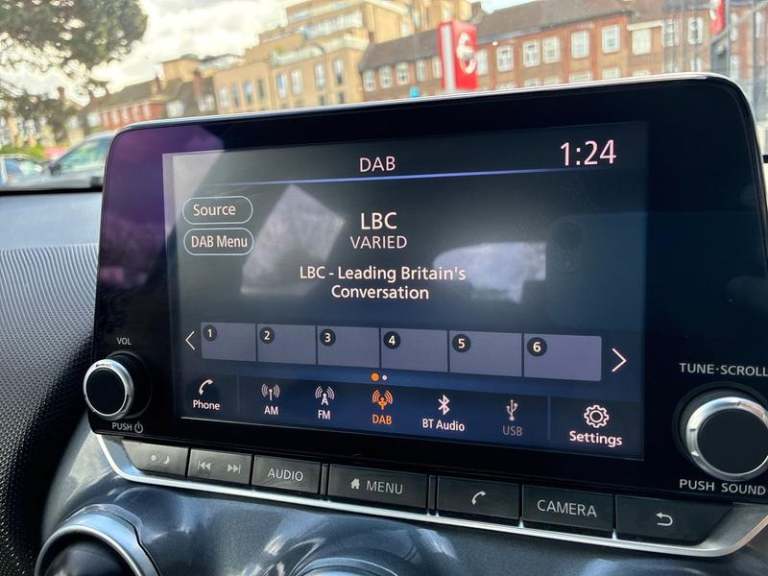 DAB
1:24
Source
LBC
VARIED
DAB Menu
LBC - Leading Britain's
Conversation
1 2 3 4 5 6
Phone
AM
FM
DAB
BT Audio
USB
Settings
VOL
PUSH
TUNE·SCROLL
PUSH SOUND
AUDIO
MENU
CAMERA